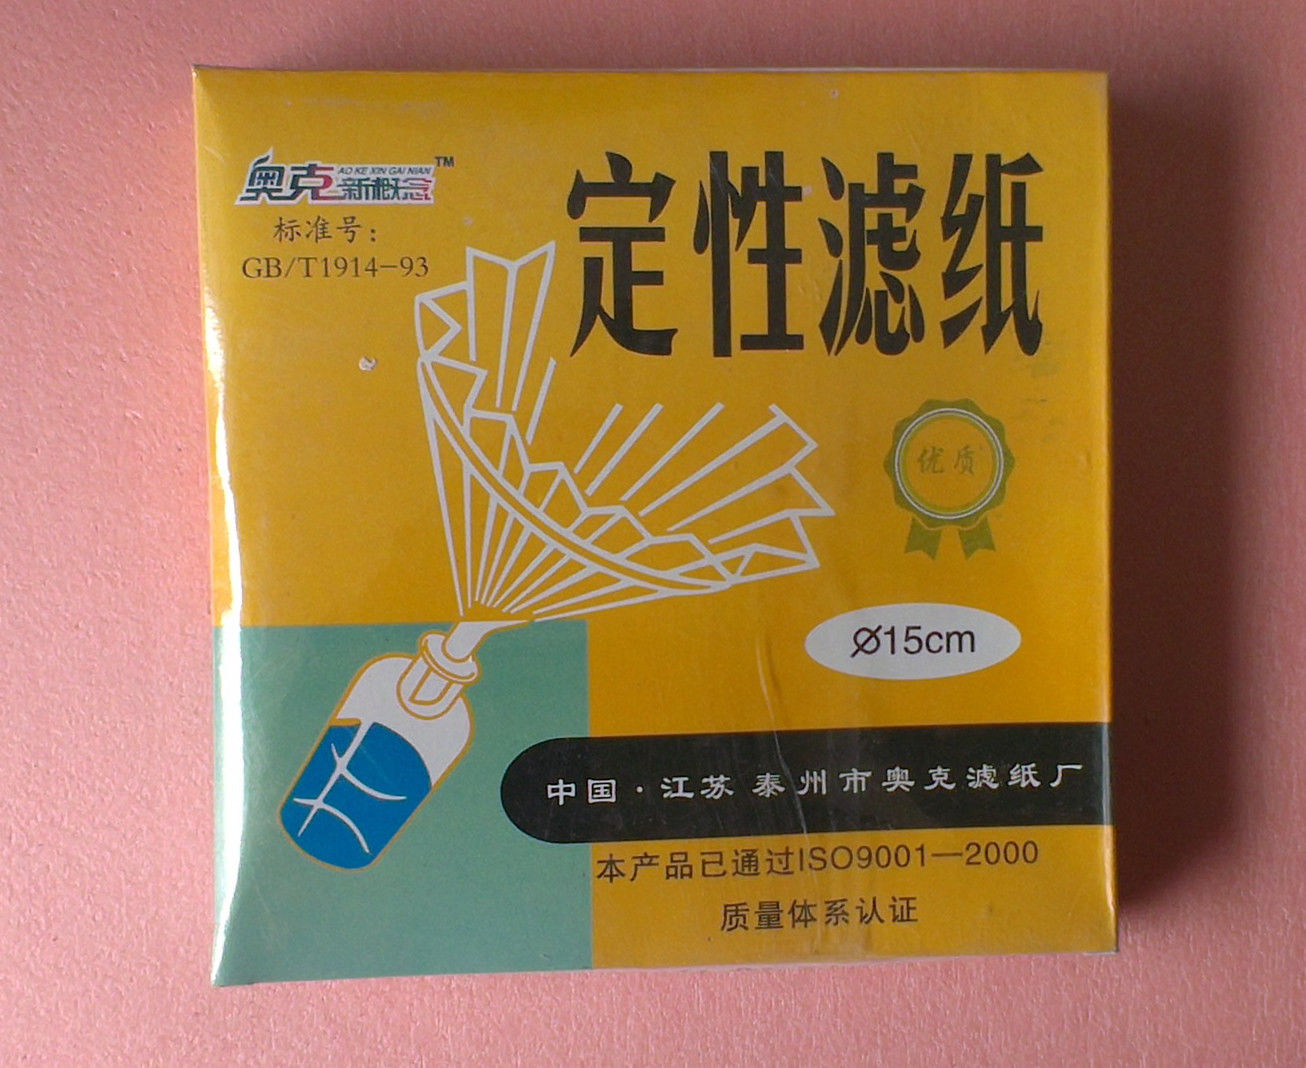 奥克
AO KE XIN GAI NIAN
新概念
TM
标准号：
GB/T1914-93
定性滤纸
优质
Ø15cm
中国·江苏 泰州市奥克滤纸厂
本产品已通过ISO9001—2000
质量体系认证